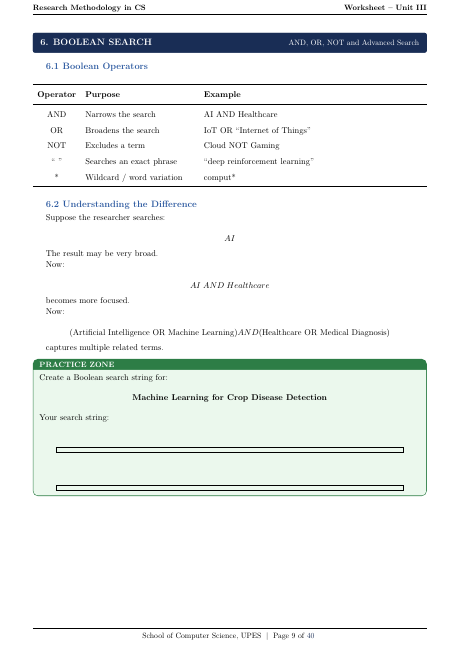 Research Methodology in CS Worksheet – Unit III
6. BOOLEAN SEARCH AND, OR, NOT and Advanced Search
6.1 Boolean Operators
Operator Purpose Example
AND Narrows the search AI AND Healthcare
OR Broadens the search IoT OR “Internet of Things”
NOT Excludes a term Cloud NOT Gaming
“ ” Searches an exact phrase “deep reinforcement learning”
* Wildcard / word variation comput*
6.2 Understanding the Difference
Suppose the researcher searches:
AI
The result may be very broad.
Now:
AI AND Healthcare
becomes more focused.
Now:
(Artificial Intelligence OR Machine Learning)AND(Healthcare OR Medical Diagnosis)
captures multiple related terms.
PRACTICE ZONE
Create a Boolean search string for:
Machine Learning for Crop Disease Detection
Your search string:
School of Computer Science, UPES | Page 9 of 40